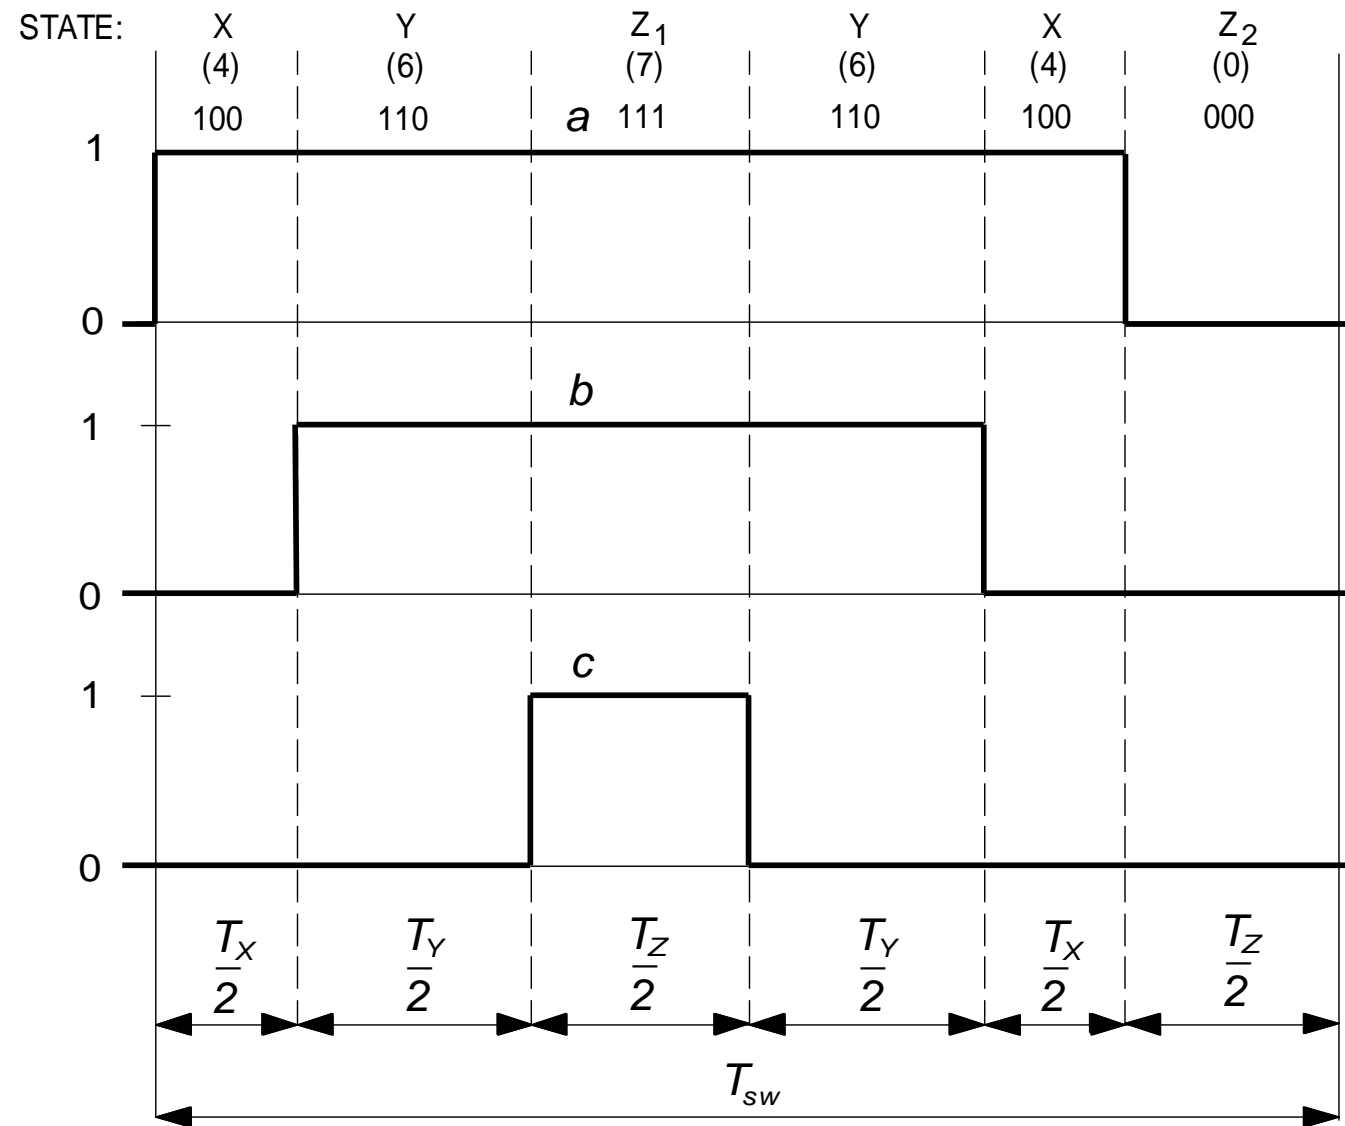 STATE: X Y Z1 Y X Z2
(4) (6) (7) (6) (4) (0)
100 110 a 111 110 100 000
1
0
b
1
0
c
1
0
TX/2 TY/2 TZ/2 TY/2 TX/2 TZ/2
Tsw